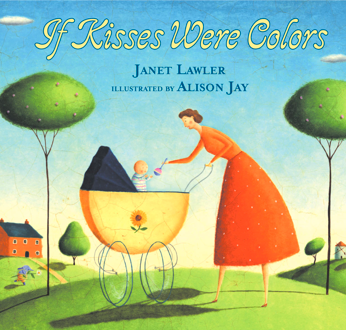 If Kisses Were Colors
JANET LAWLER
ILLUSTRATED BY ALISON JAY